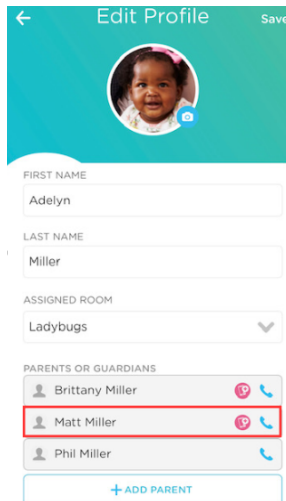 Edit Profile
Save
FIRST NAME
Adelyn
LAST NAME
Miller
ASSIGNED ROOM
Ladybugs
PARENTS OR GUARDIANS
Brittany Miller
Matt Miller
Phil Miller
+ ADD PARENT